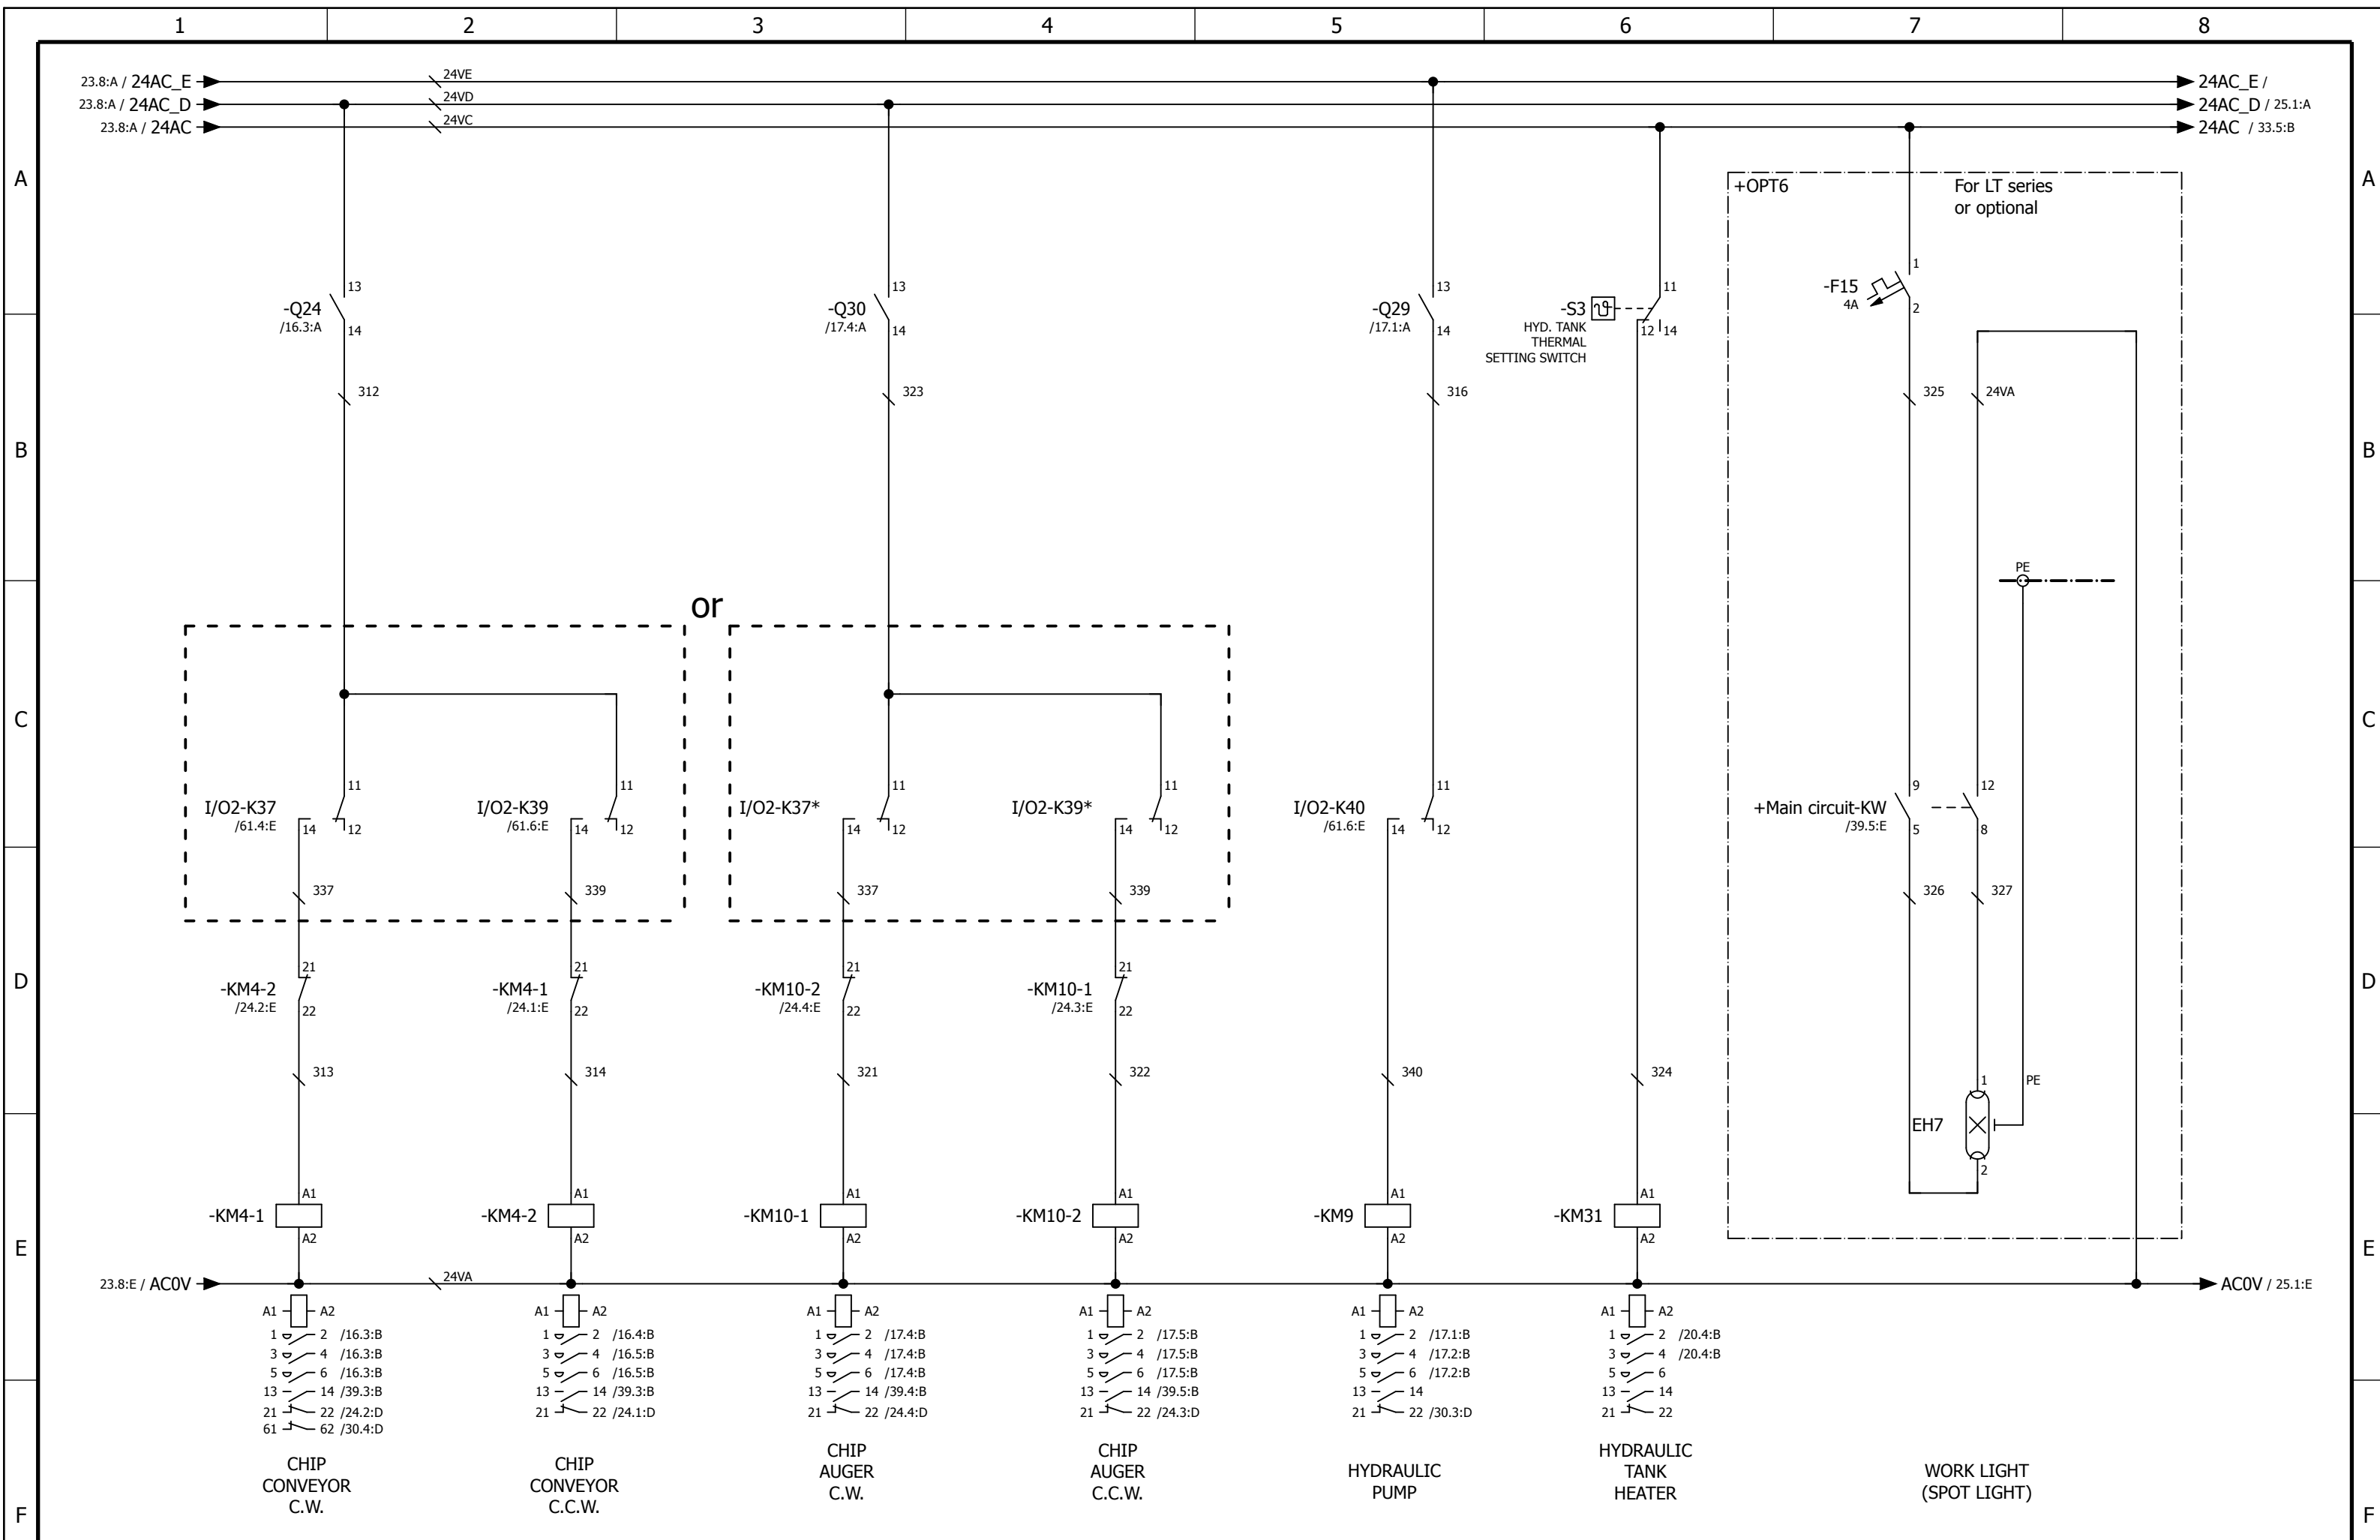 1 2 3 4 5 6 7 8
23.8:A / 24AC_E 24VE 24AC_E /
23.8:A / 24AC_D 24VD 24AC_D / 25.1:A
23.8:A / 24AC 24VC 24AC / 33.5:B
A A
+OPT6 For LT series
or optional
1
13 13 13 11
-Q24 -Q30 -Q29 -S3 -F15
/16.3:A /17.4:A /17.1:A 4A 2
14 14 14 HYD. TANK 12 14
THERMAL
SETTING SWITCH
312 323 316 325 24VA
B B
PE
or
C C
11 11 11 11 11 9 12
I/O2-K37 I/O2-K39 I/O2-K37* I/O2-K39* I/O2-K40 +Main circuit-KW
/61.4:E /61.6:E /61.6:E /39.5:E
14 12 14 12 14 12 14 12 14 12 5 8
337 339 337 339 326 327
21 21 21 21
D D
-KM4-2 -KM4-1 -KM10-2 -KM10-1
/24.2:E /24.1:E /24.4:E /24.3:E
22 22 22 22
313 314 321 322 340 324 1 PE
EH7
2
A1 A1 A1 A1 A1 A1
-KM4-1 -KM4-2 -KM10-1 -KM10-2 -KM9 -KM31
A2 A2 A2 A2 A2 A2
E E
23.8:E / AC0V 24VA AC0V / 25.1:E
A1 A2 A1 A2 A1 A2 A1 A2 A1 A2 A1 A2
1 2 /16.3:B 1 2 /16.4:B 1 2 /17.4:B 1 2 /17.5:B 1 2 /17.1:B 1 2 /20.4:B
3 4 /16.3:B 3 4 /16.5:B 3 4 /17.4:B 3 4 /17.5:B 3 4 /17.2:B 3 4 /20.4:B
5 6 /16.3:B 5 6 /16.5:B 5 6 /17.4:B 5 6 /17.5:B 5 6 /17.2:B 5 6
13 14 /39.3:B 13 14 /39.3:B 13 14 /39.4:B 13 14 /39.5:B 13 14 13 14
21 22 /24.2:D 21 22 /24.1:D 21 22 /24.4:D 21 22 /24.3:D 21 22 /30.3:D 21 22
61 62 /30.4:D
CHIP
CONVEYOR
C.W.
CHIP
CONVEYOR
C.C.W.
CHIP
AUGER
C.W.
CHIP
AUGER
C.C.W.
HYDRAULIC
PUMP
HYDRAULIC
TANK
HEATER
WORK LIGHT
(SPOT LIGHT)
F F